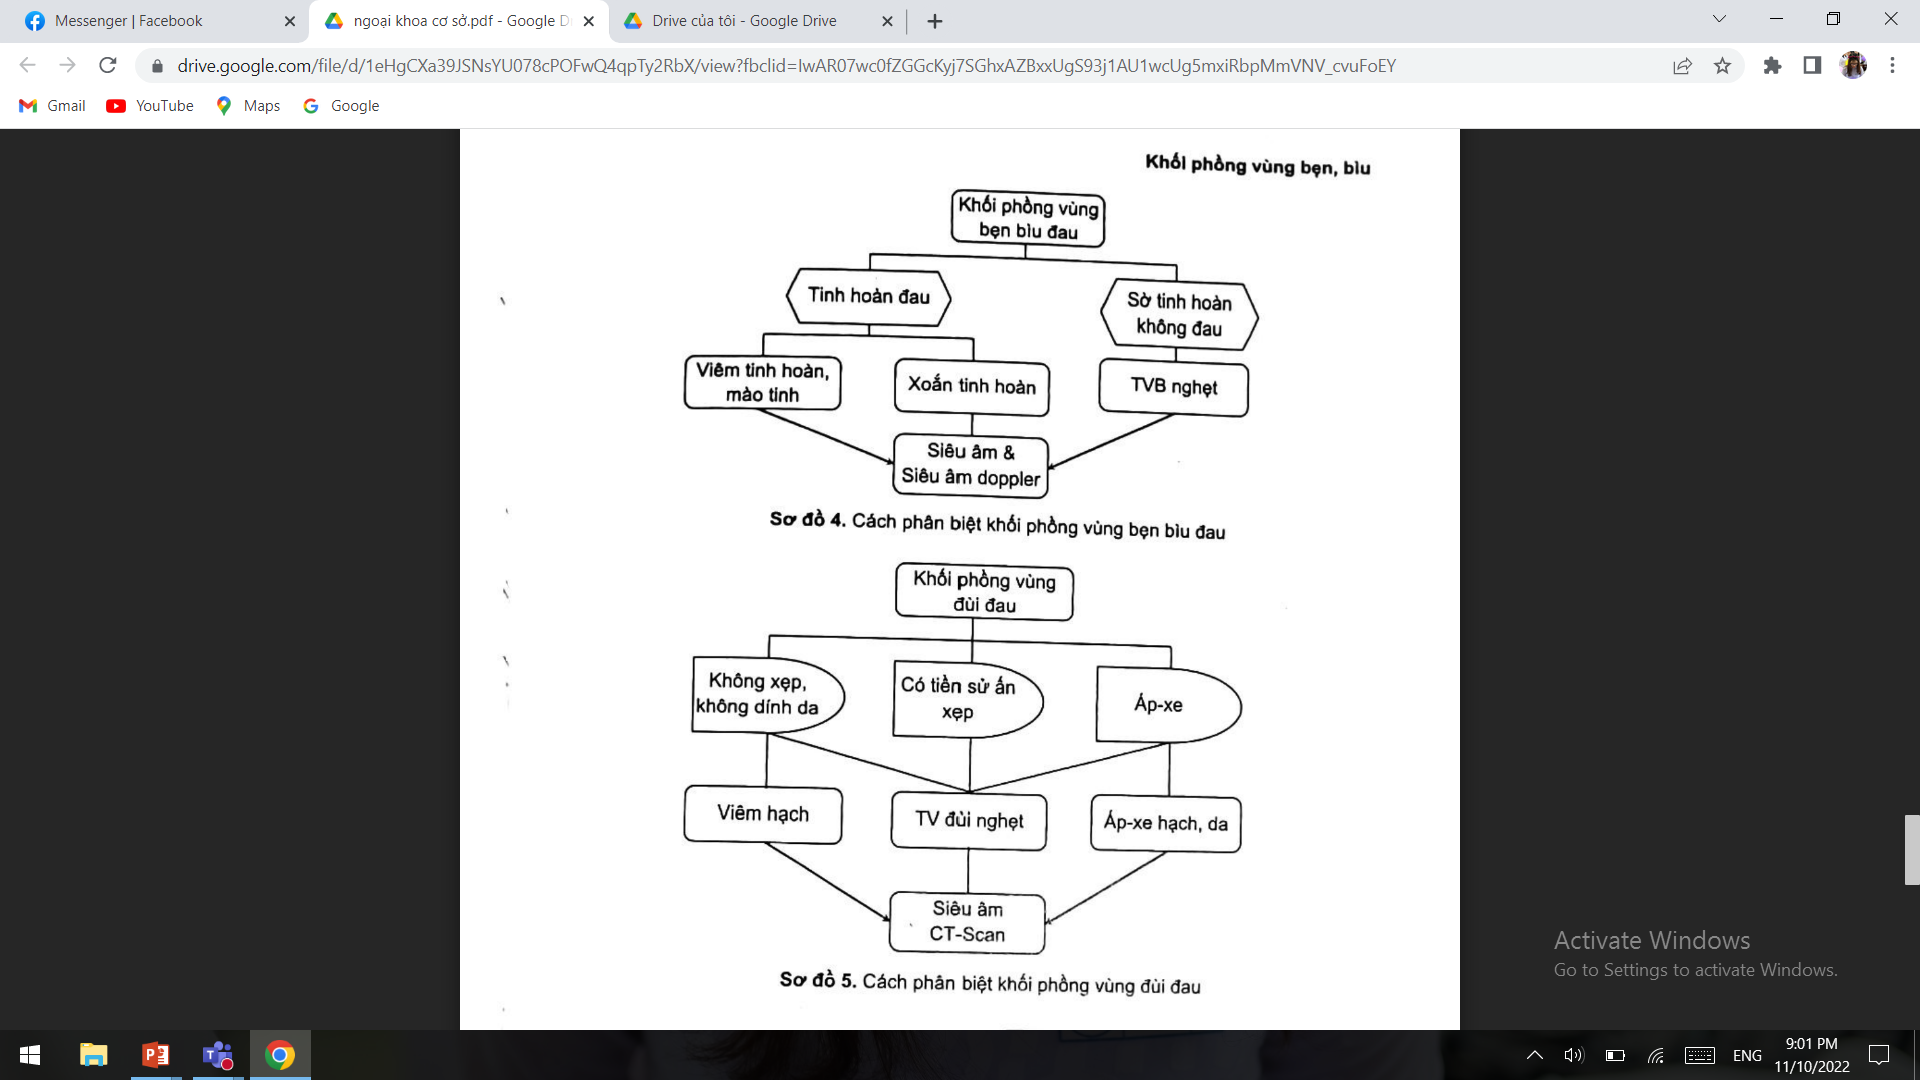 Messenger | Facebook
ngoại khoa cơ sở.pdf - Google D
Drive của tôi - Google Drive
drive.google.com/file/d/1eHgCXa39JSNsYU078cPOFwQ4qpTy2RbX/view?fbclid=IwAR07wc0fZGGcKyj7SGhxAZBxxUgS93j1AU1wcUg5mxiRbpMmVNV_cvuFoEY
Gmail
YouTube
Maps
Google
Khối phồng vùng bẹn, bìu
Khối phồng vùng
bẹn bìu đau
Tinh hoàn đau
Sờ tinh hoàn
không đau
Viêm tinh hoàn,
mào tinh
Xoắn tinh hoàn
TVB nghẹt
Siêu âm &
Siêu âm doppler
Sơ đồ 4. Cách phân biệt khối phồng vùng bẹn bìu đau
Khối phồng vùng
đùi đau
Không xẹp,
không dính da
Có tiền sử ấn
xẹp
Áp-xe
Viêm hạch
TV đùi nghẹt
Áp-xe hạch, da
Siêu âm
CT-Scan
Sơ đồ 5. Cách phân biệt khối phồng vùng đùi đau
Activate Windows
Go to Settings to activate Windows.
ENG
9:01 PM
11/10/2022